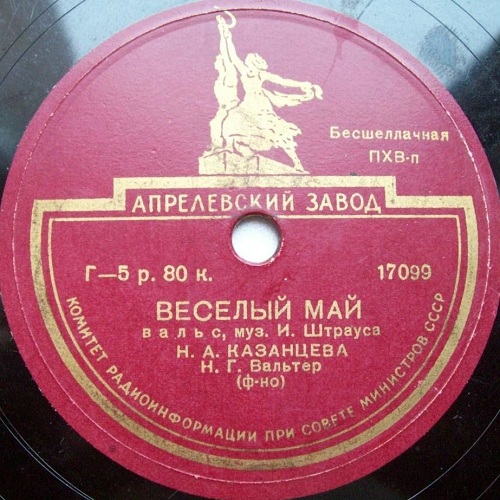 Бесшеллачная
ПХВ-п
АПРЕЛЕВСКИЙ ЗАВОД
Г—5 р. 80 к.
17099
ВЕСЕЛЫЙ МАЙ
вальс, муз. И. Штрауса
Н. А. КАЗАНЦЕВА
Н. Г. Вальтер
(ф-но)
КОМИТЕТ РАДИОИНФОРМАЦИИ ПРИ СОВЕТЕ МИНИСТРОВ СССР